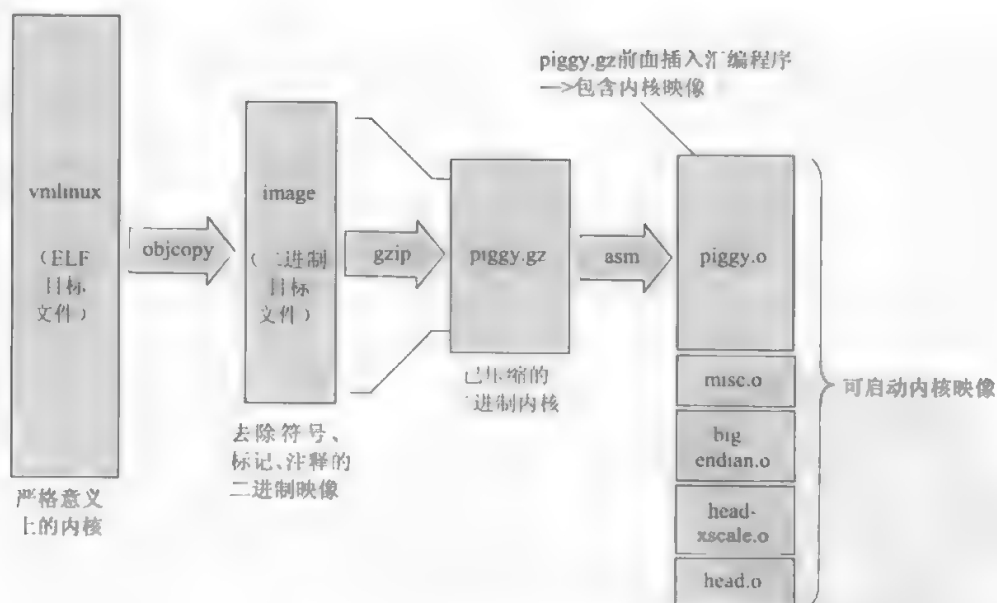 piggy.gz前面插入汇编程序
—>包含内核映像
vmlinux
(ELF
目标
文件)
objcopy
image
(二进制
目标
文件)
gzip
piggy.gz
asm
piggy.o
已压缩的
二进制内核
misc.o
big
endian.o
head-
xscale.o
head.o
可启动内核映像
去除符号、
标记、注释的
二进制映像
严格意义
上的内核